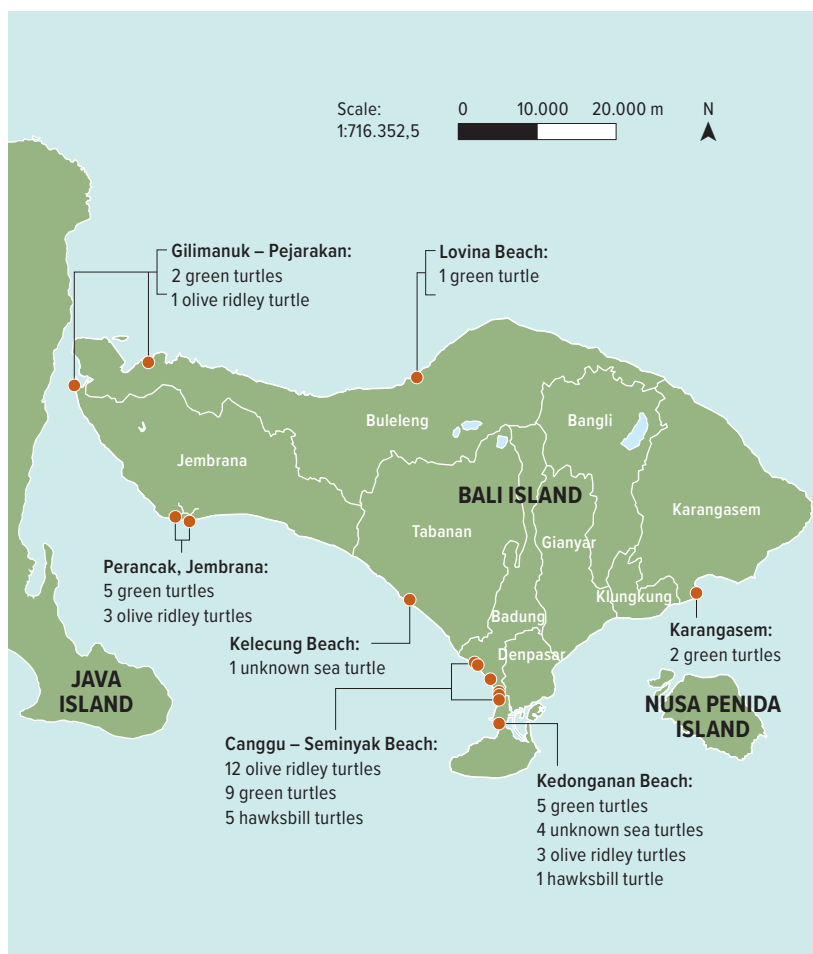 Scale:
1:716.352,5
0 10.000 20.000 m
N
Gilimanuk – Pejarakan:
2 green turtles
1 olive ridley turtle
Lovina Beach:
1 green turtle
Buleleng
Bangli
Jembrana
BALI ISLAND
Karangasem
Tabanan
Gianyar
Perancak, Jembrana:
5 green turtles
3 olive ridley turtles
Klungkung
Badung
Kelecung Beach:
1 unknown sea turtle
Denpasar
Karangasem:
2 green turtles
JAVA
ISLAND
NUSA PENIDA
ISLAND
Canggu – Seminyak Beach:
12 olive ridley turtles
9 green turtles
5 hawksbill turtles
Kedonganan Beach:
5 green turtles
4 unknown sea turtles
3 olive ridley turtles
1 hawksbill turtle